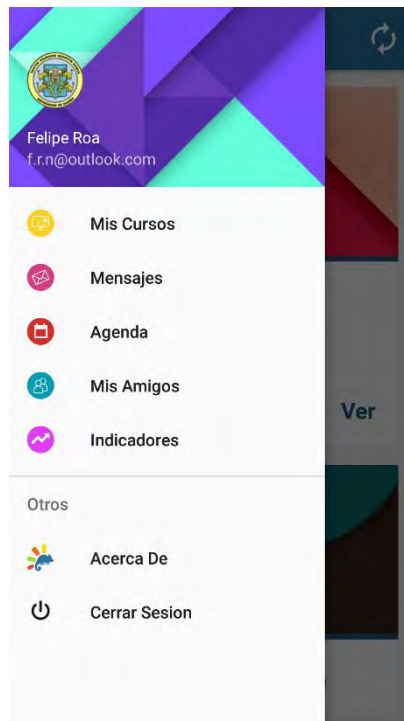 Felipe Roa
f.r.n@outlook.com
Mis Cursos
Mensajes
Agenda
Mis Amigos
Ver
Indicadores
Otros
Acerca De
Cerrar Sesion